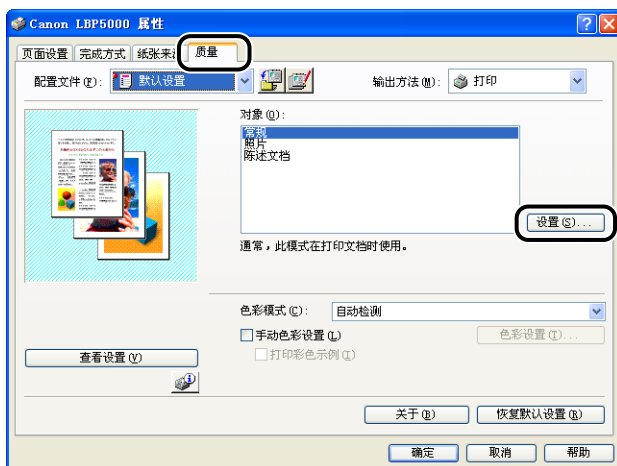 Canon LBP5000 属性
页面设置 完成方式 纸张来 质量
配置文件(F): 默认设置 输出方法(M): 打印
对象(O):
常规
照片
陈述文档
设置(S)...
通常，此模式在打印文档时使用。
色彩模式(C): 自动检测
手动色彩设置(L) 色彩设置(T)...
打印彩色示例(I)
查看设置(V)
关于(B) 恢复默认设置(R)
确定 取消 帮助